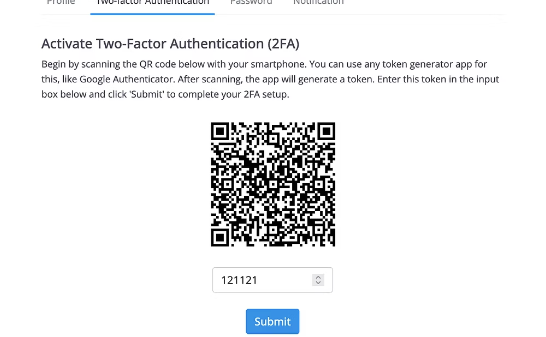 Profile Two-factor Authentication Password Notification
Activate Two-Factor Authentication (2FA)
Begin by scanning the QR code below with your smartphone. You can use any token generator app for
this, like Google Authenticator. After scanning, the app will generate a token. Enter this token in the input
box below and click 'Submit' to complete your 2FA setup.
121121
Submit